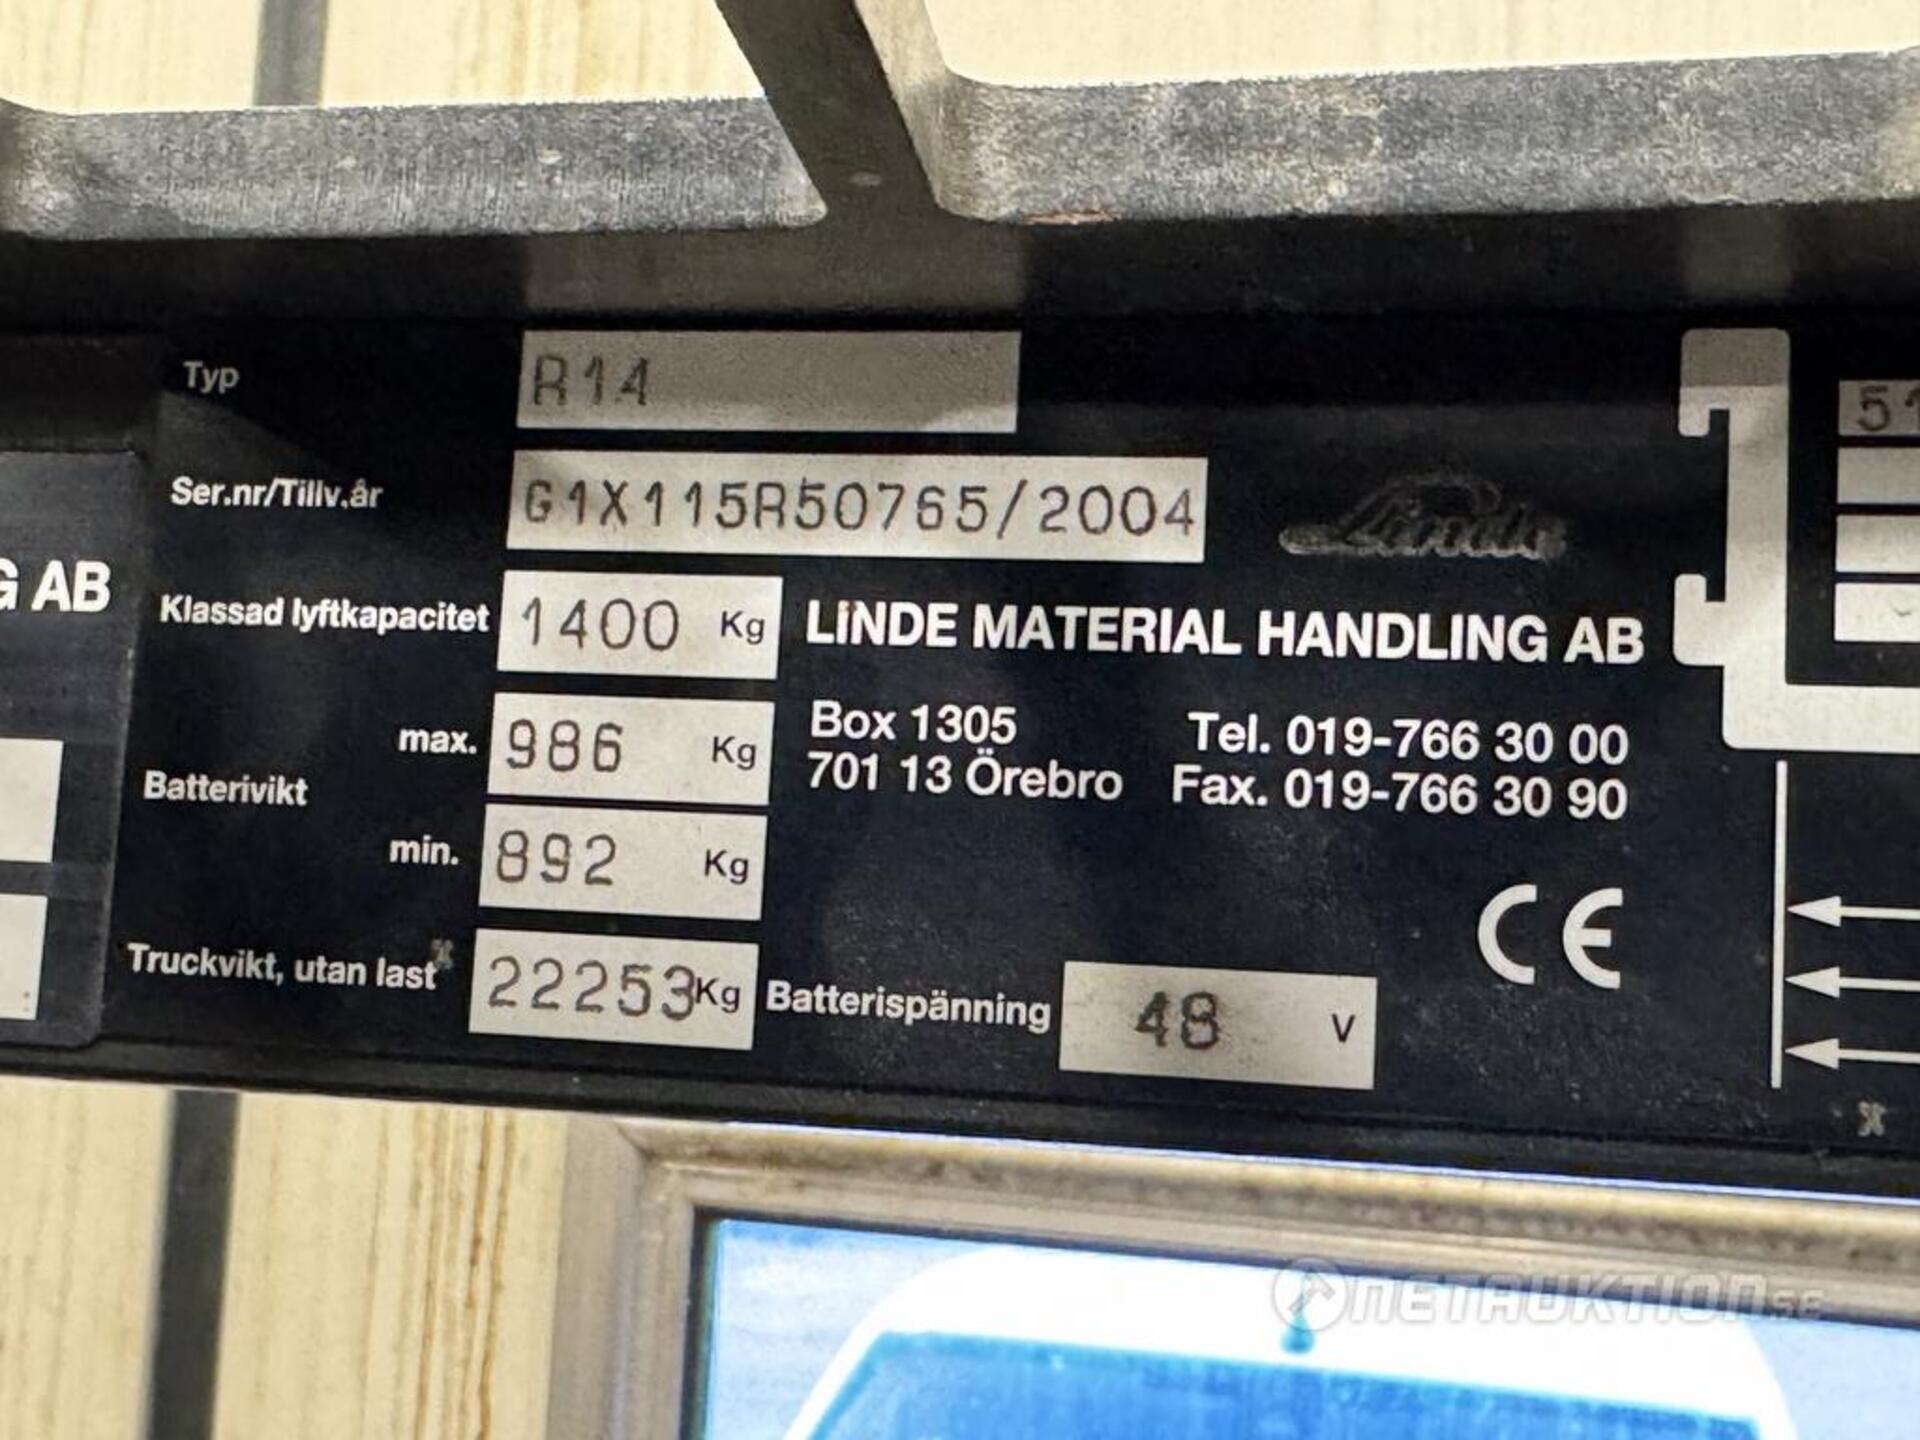 Typ R14
Ser.nr/Tillv.år G1X115R50765/2004
Linde
G AB
Klassad lyftkapacitet 1400 Kg
LINDE MATERIAL HANDLING AB
Box 1305 Tel. 019-766 30 00
701 13 Örebro Fax. 019-766 30 90
Batterivikt
max. 986 Kg
min. 892 Kg
CE
Truckvikt, utan last x 22253 Kg
Batterispänning 48 V
51
x
NETAUKTION.SE